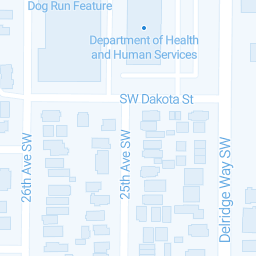 Dog Run Feature
Department of Health
and Human Services
SW Dakota St
26th Ave SW
25th Ave SW
Delridge Way SW